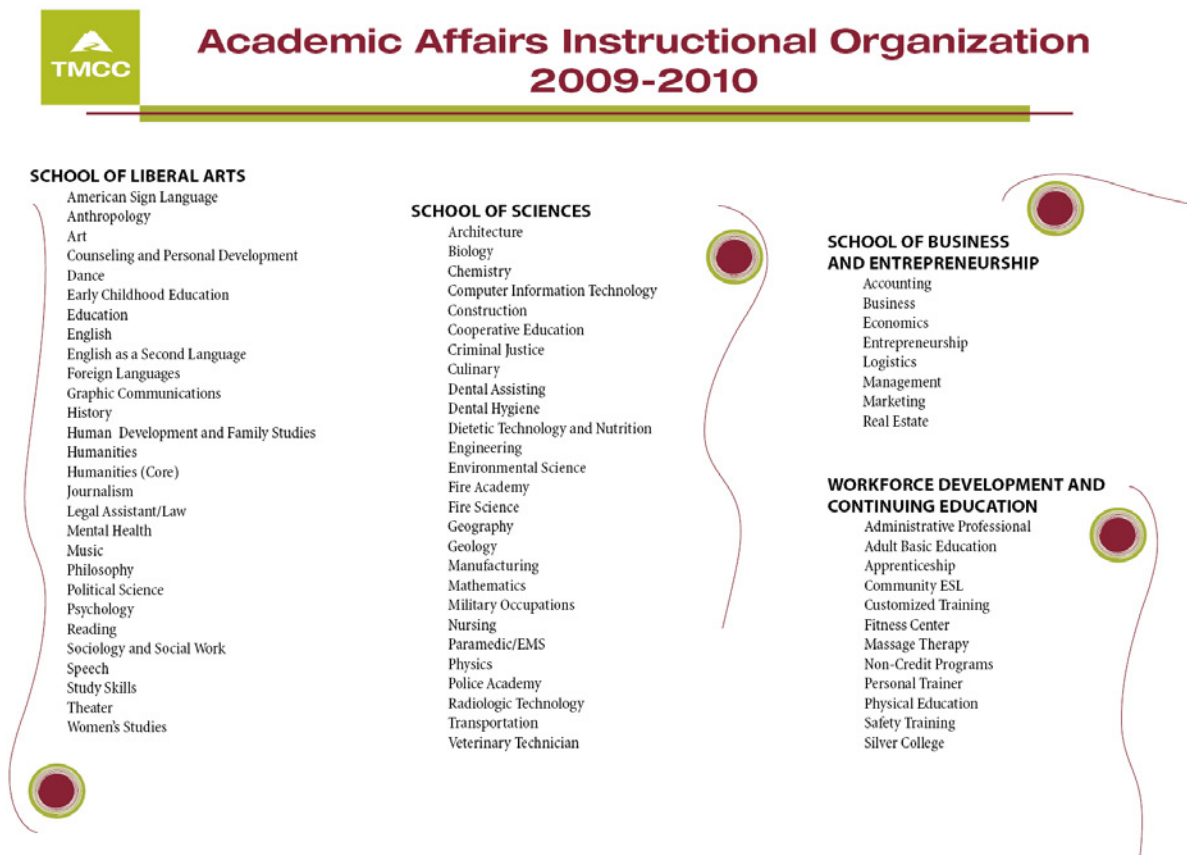 TMCC
Academic Affairs Instructional Organization
2009-2010
SCHOOL OF LIBERAL ARTS
American Sign Language
Anthropology
Art
Counseling and Personal Development
Dance
Early Childhood Education
Education
English
English as a Second Language
Foreign Languages
Graphic Communications
History
Human Development and Family Studies
Humanities
Humanities (Core)
Journalism
Legal Assistant/Law
Mental Health
Music
Philosophy
Political Science
Psychology
Reading
Sociology and Social Work
Speech
Study Skills
Theater
Women's Studies
SCHOOL OF SCIENCES
Architecture
Biology
Chemistry
Computer Information Technology
Construction
Cooperative Education
Criminal Justice
Culinary
Dental Assisting
Dental Hygiene
Dietetic Technology and Nutrition
Engineering
Environmental Science
Fire Academy
Fire Science
Geography
Geology
Manufacturing
Mathematics
Military Occupations
Nursing
Paramedic/EMS
Physics
Police Academy
Radiologic Technology
Transportation
Veterinary Technician
SCHOOL OF BUSINESS
AND ENTREPRENEURSHIP
Accounting
Business
Economics
Entrepreneurship
Logistics
Management
Marketing
Real Estate
WORKFORCE DEVELOPMENT AND
CONTINUING EDUCATION
Administrative Professional
Adult Basic Education
Apprenticeship
Community ESL
Customized Training
Fitness Center
Massage Therapy
Non-Credit Programs
Personal Trainer
Physical Education
Safety Training
Silver College